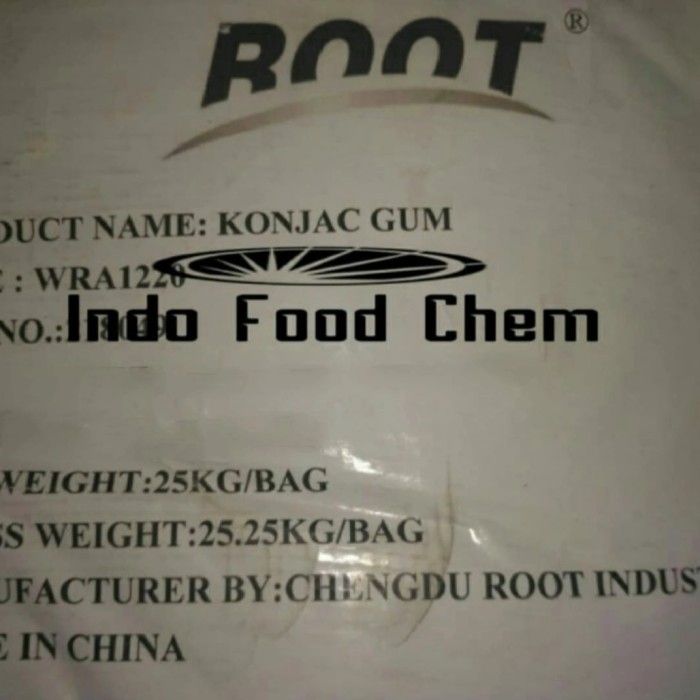 ROOT ®
DUCT NAME: KONJAC GUM
: WRA1220
Indo Food Chem
NO.:
WEIGHT:25KG/BAG
SS WEIGHT:25.25KG/BAG
UFACTURER BY:CHENGDU ROOT INDUS
E IN CHINA